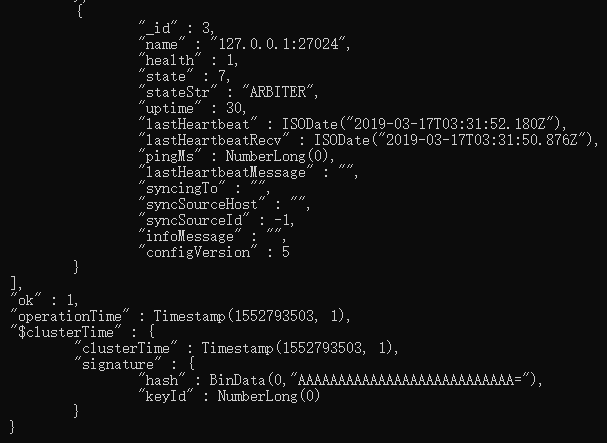 {
"_id" : 3,
"name" : "127.0.0.1:27024",
"health" : 1,
"state" : 7,
"stateStr" : "ARBITER",
"uptime" : 30,
"lastHeartbeat" : ISODate("2019-03-17T03:31:52.180Z"),
"lastHeartbeatRecv" : ISODate("2019-03-17T03:31:50.876Z"),
"pingMs" : NumberLong(0),
"lastHeartbeatMessage" : "",
"syncingTo" : "",
"syncSourceHost" : "",
"syncSourceId" : -1,
"infoMessage" : "",
"configVersion" : 5
}
],
"ok" : 1,
"operationTime" : Timestamp(1552793503, 1),
"$clusterTime" : {
"clusterTime" : Timestamp(1552793503, 1),
"signature" : {
"hash" : BinData(0,"AAAAAAAAAAAAAAAAAAAAAAAAAAA="),
"keyId" : NumberLong(0)
}
}